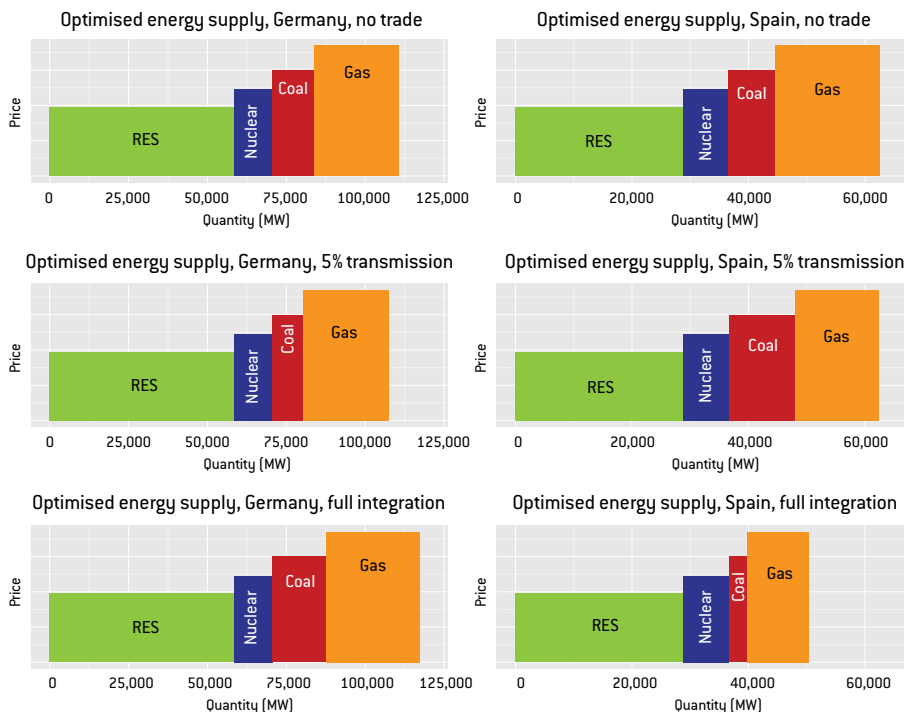 Optimised energy supply, Germany, no trade
Price
RES
Nuclear
Coal
Gas
0 25,000 50,000 75,000 100,000 125,000
Quantity (MW)
Optimised energy supply, Spain, no trade
Price
RES
Nuclear
Coal
Gas
0 20,000 40,000 60,000
Quantity (MW)
Optimised energy supply, Germany, 5% transmission
Price
RES
Nuclear
Coal
Gas
0 25,000 50,000 75,000 100,000 125,000
Quantity (MW)
Optimised energy supply, Spain, 5% transmission
Price
RES
Nuclear
Coal
Gas
0 20,000 40,000 60,000
Quantity (MW)
Optimised energy supply, Germany, full integration
Price
RES
Nuclear
Coal
Gas
0 25,000 50,000 75,000 100,000 125,000
Quantity (MW)
Optimised energy supply, Spain, full integration
Price
RES
Nuclear
Coal
Gas
0 20,000 40,000 60,000
Quantity (MW)